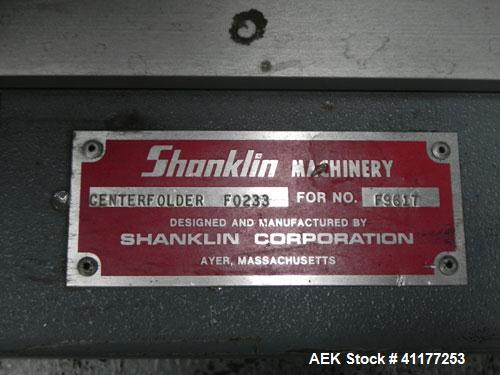 Shanklin MACHINERY
CENTERFOLDER F0233 FOR NO. F9617
DESIGNED AND MANUFACTURED BY
SHANKLIN CORPORATION
AYER, MASSACHUSETTS
AEK Stock # 41177253